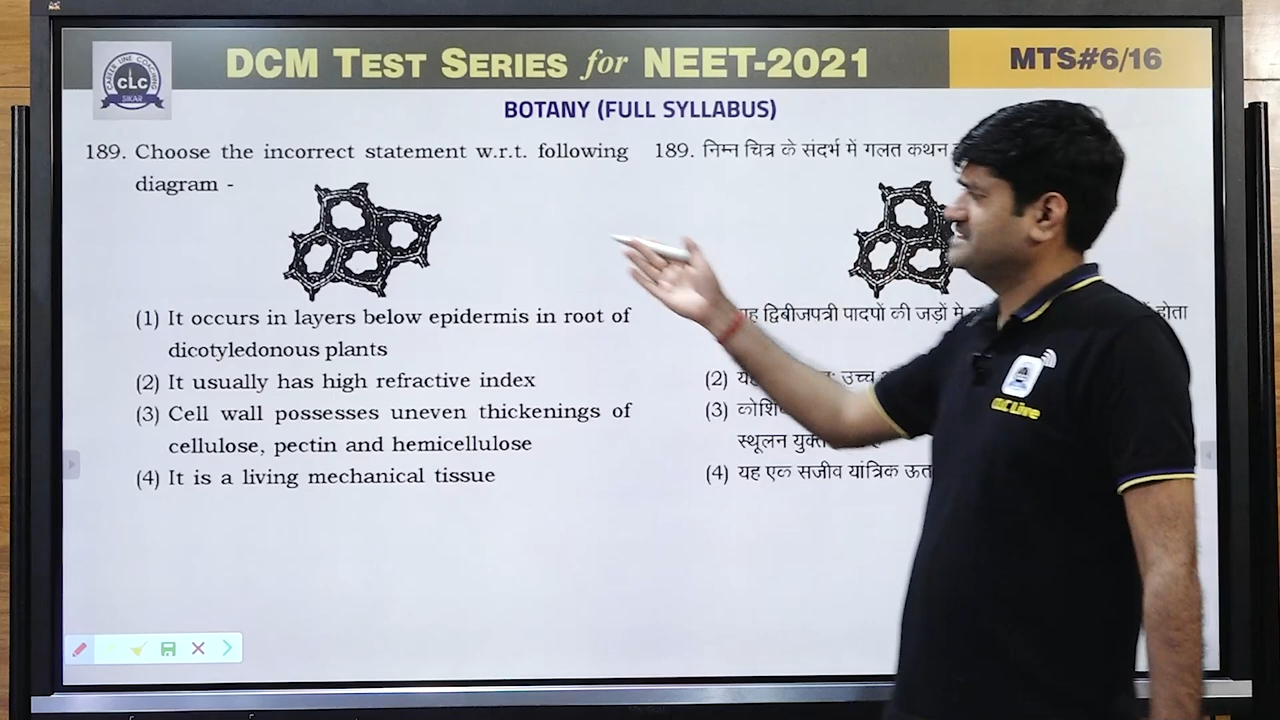 DCM TEST SERIES for NEET-2021
MTS#6/16
CLC
SIKAR
BOTANY (FULL SYLLABUS)
189. Choose the incorrect statement w.r.t. following
diagram -
(1) It occurs in layers below epidermis in root of
dicotyledonous plants
(2) It usually has high refractive index
(3) Cell wall possesses uneven thickenings of
cellulose, pectin and hemicellulose
(4) It is a living mechanical tissue
189. निम्न चित्र के संदर्भ में गलत कथन
द्विबीजपत्री पादपों की जड़ों मे
होता
(2)
उच्च
(3)
स्थूलन
(4) यह एक सजीव यांत्रिक